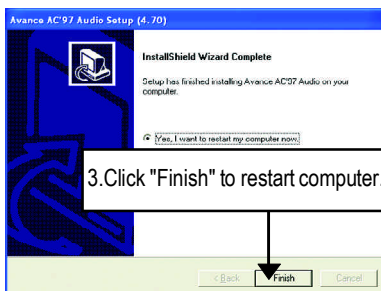 Avance AC'97 Audio Setup (4.70)
InstallShield Wizard Complete
Setup has finished installing Avance AC'97 Audio on your
computer.
Yes, I want to restart my computer now.
3.Click "Finish" to restart computer.
< Back
Finish
Cancel